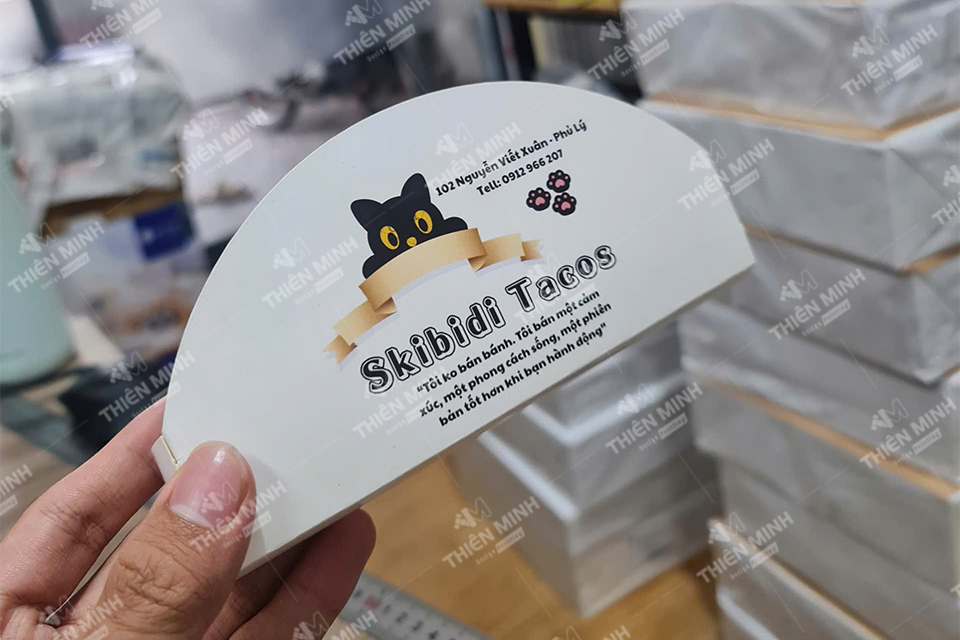 102 Nguyễn Viết Xuân - Phủ Lý
Tell: 0912 966 207
Skibidi Tacos
"Tôi ko bán bánh. Tôi bán một cảm
xúc, một phong cách sống, một phiên
bản tốt hơn khi bạn hành động"
THIÊN MINH